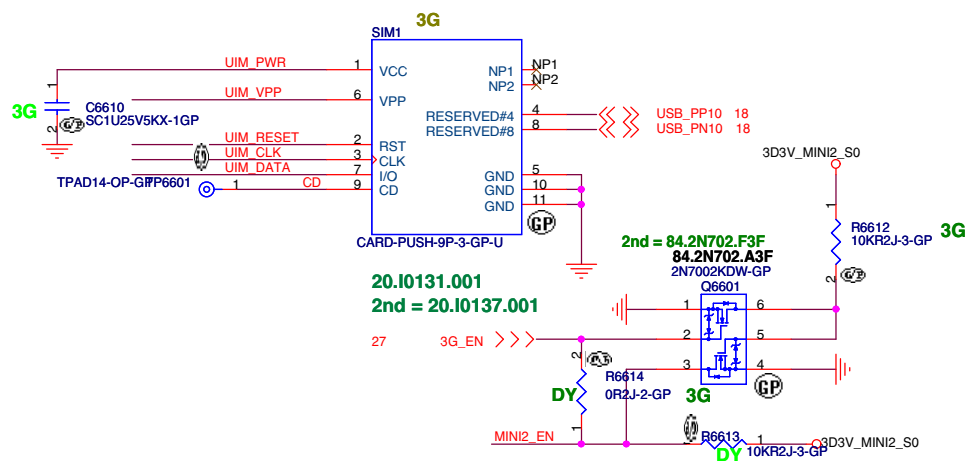 3G
SIM1
UIM_PWR 1 VCC NP1 NP1
NP2 NP2
UIM_VPP 6 VPP
1
3G
C6610
SC1U25V5KX-1GP
2
G/P
RESERVED#4 4 USB_PP10 18
RESERVED#8 8 USB_PN10 18
UIM_RESET 2 RST
UIM_CLK 3 CLK
UIM_DATA 7 I/O GND 5
TPAD14-OP-GP TP6601 1 CD 9 CD GND 10
GND 11
GP
CARD-PUSH-9P-3-GP-U
20.I0131.001
2nd = 20.I0137.001
3D3V_MINI2_S0
1
R6612
10KR2J-3-GP
3G
2
G/P
2nd = 84.2N702.F3F
84.2N702.A3F
2N7002KDW-GP
Q6601
1 6
27 3G_EN 2 5
3 4
GP
3G
2
R6614
0R2J-2-GP
DY
1
MINI2_EN
R6613
1
10KR2J-3-GP
DY
3D3V_MINI2_S0